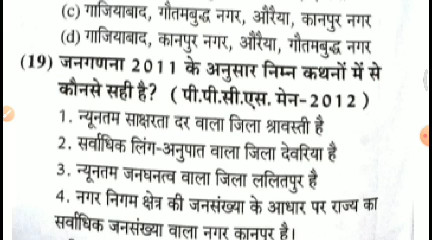 (c) गाजियाबाद, गौतमबुद्ध नगर, औरैया, कानपुर नगर
(d) गाजियाबाद, कानपुर नगर, औरैया, गौतमबुद्ध नगर
(19) जनगणना 2011 के अनुसार निम्न कथनों में से
कौनसे सही है? ( पी.पी.सी.एस. मेन-2012 )
1. न्यूनतम साक्षरता दर वाला जिला श्रावस्ती है
2. सर्वाधिक लिंग-अनुपात वाला जिला देवरिया है
3. न्यूनतम जनघनत्व वाला जिला ललितपुर है
4. नगर निगम क्षेत्र की जनसंख्या के आधार पर राज्य का
सर्वाधिक जनसंख्या वाला नगर कानपुर है।